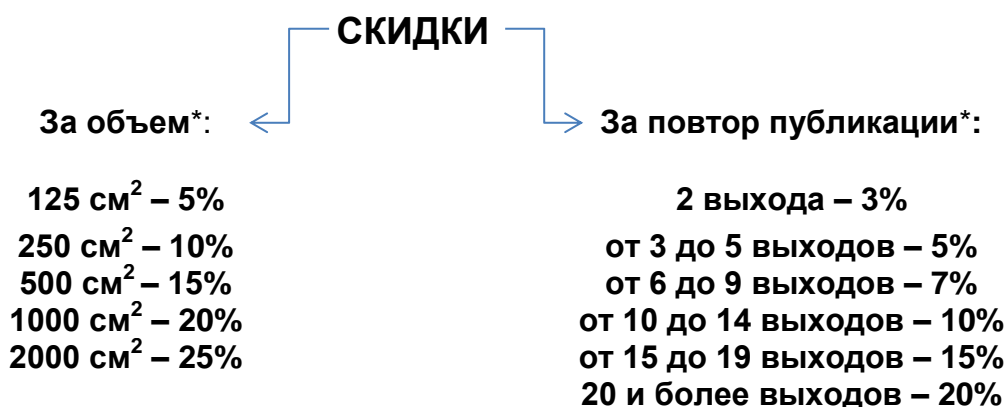 СКИДКИ
За объем*:
125 см² – 5%
250 см² – 10%
500 см² – 15%
1000 см² – 20%
2000 см² – 25%
За повтор публикации*:
2 выхода – 3%
от 3 до 5 выходов – 5%
от 6 до 9 выходов – 7%
от 10 до 14 выходов – 10%
от 15 до 19 выходов – 15%
20 и более выходов – 20%